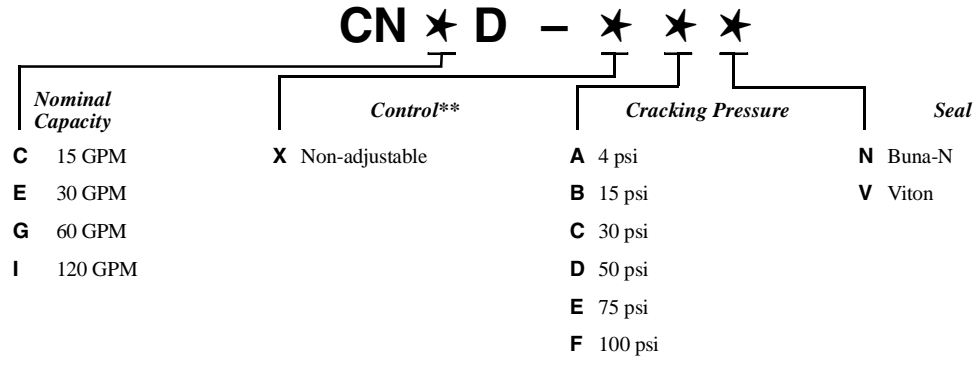 CN ✶ D – ✶ ✶ ✶
Nominal
Capacity
C 15 GPM
E 30 GPM
G 60 GPM
I 120 GPM
Control**
X Non-adjustable
Cracking Pressure
A 4 psi
B 15 psi
C 30 psi
D 50 psi
E 75 psi
F 100 psi
Seal
N Buna-N
V Viton